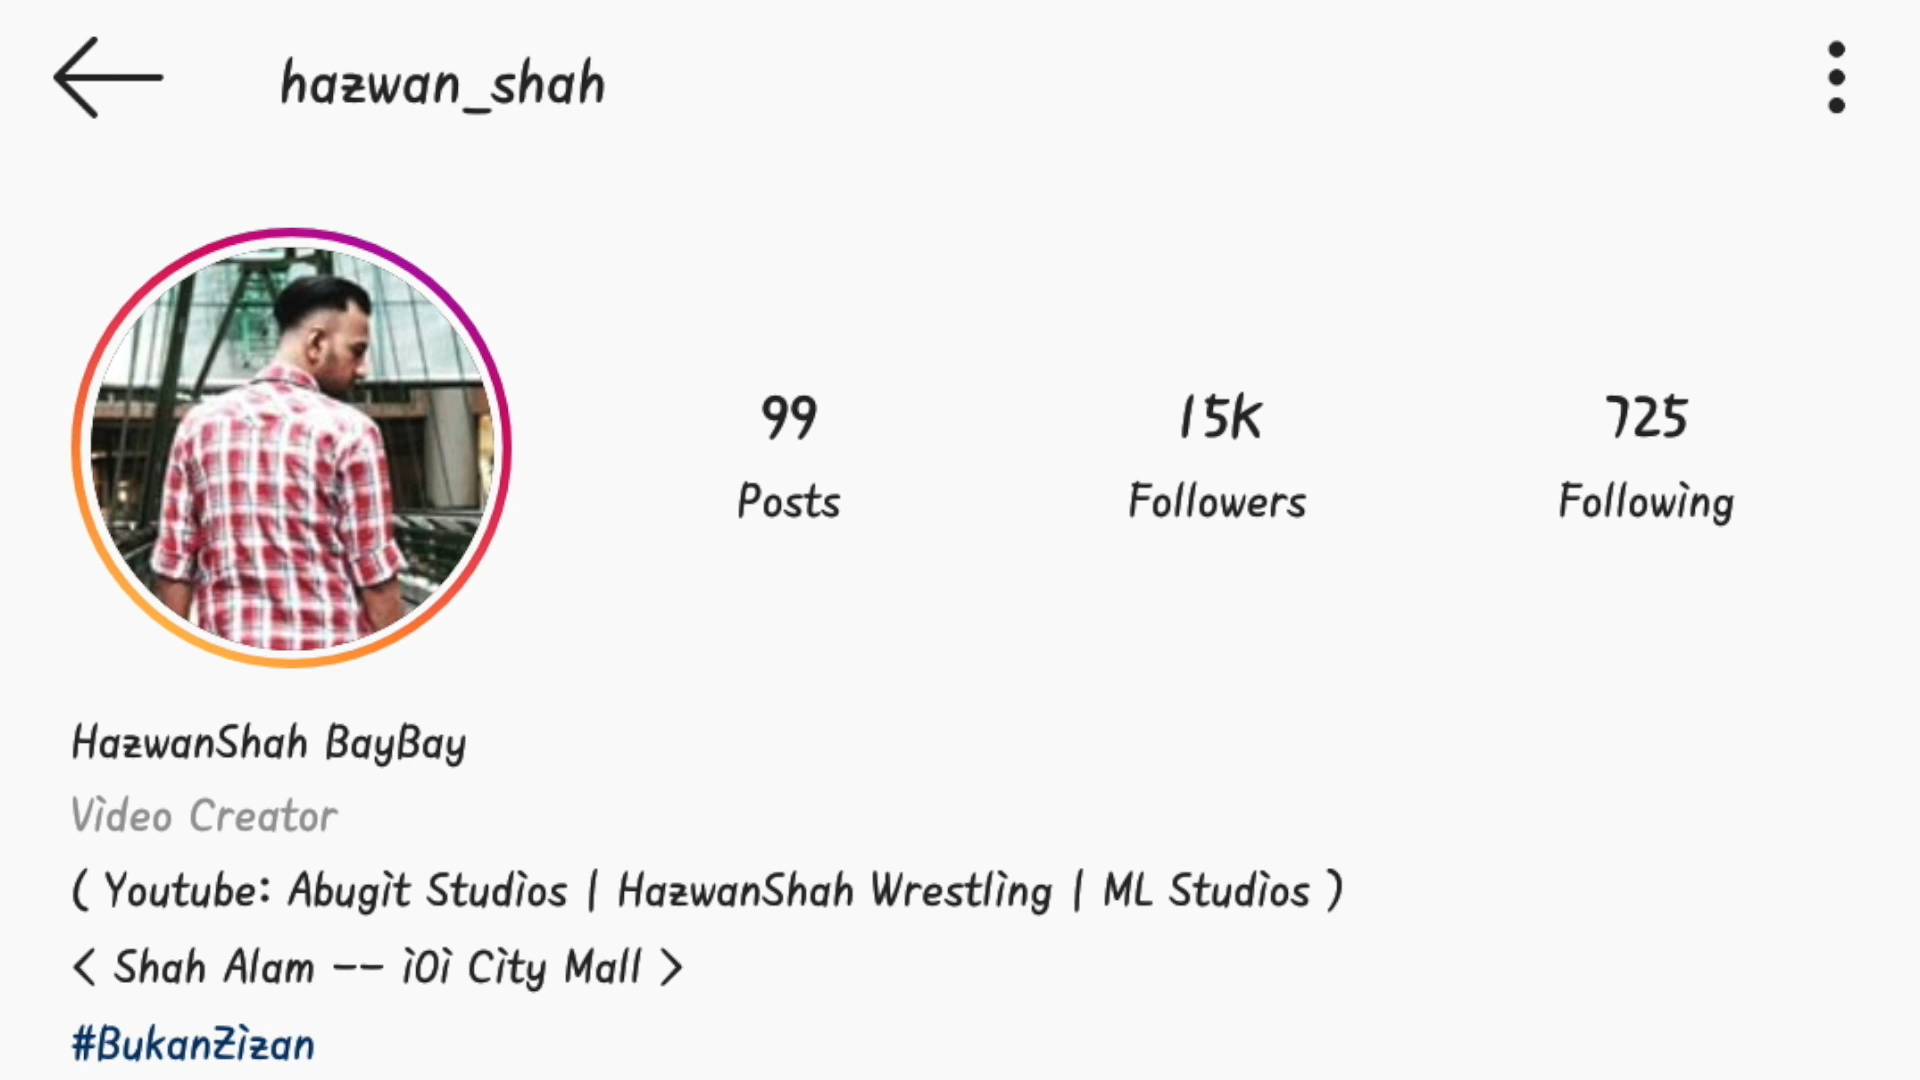 hazwan_shah
99 15K 725
Posts Followers Following
HazwanShah BayBay
Video Creator
( Youtube: Abugit Studios | HazwanShah Wrestling | ML Studios )
< Shah Alam -- iOi City Mall >
#BukanZizan